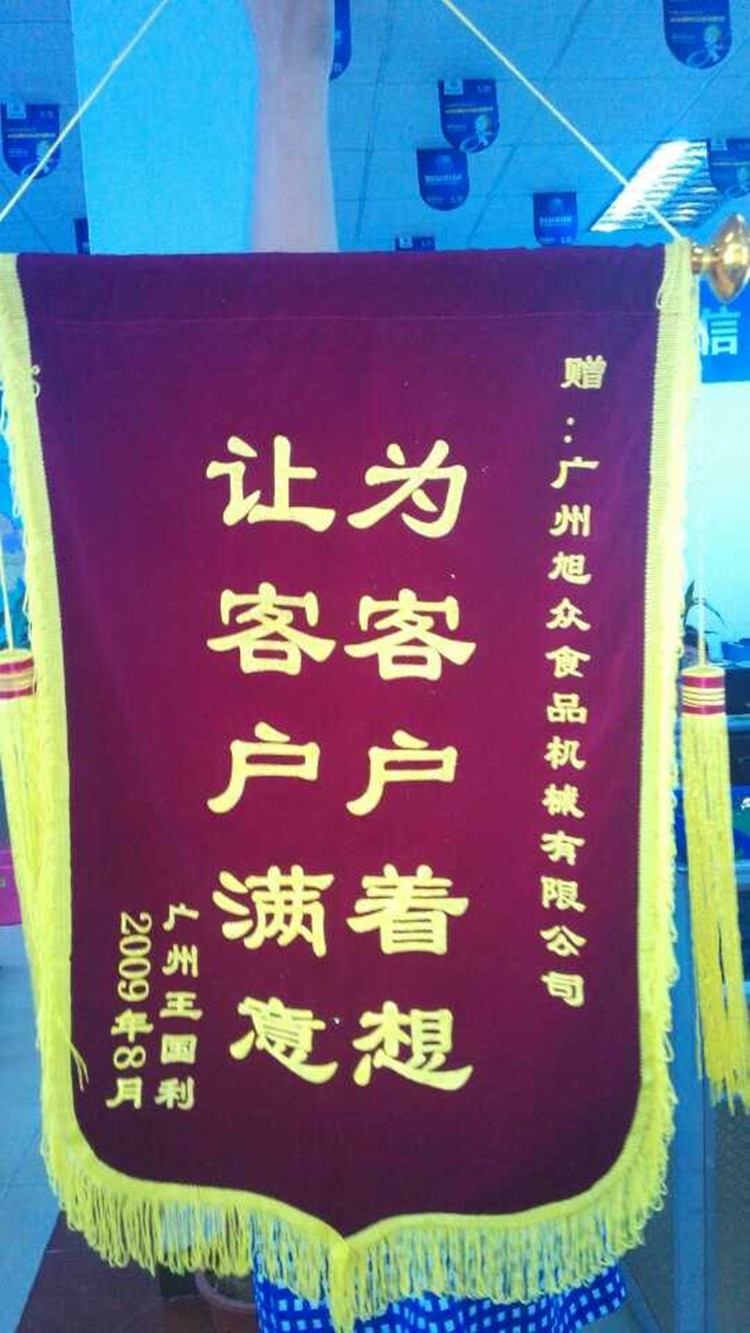 赠：广州旭众食品机械有限公司
为客户着想
让客户满意
广州王国利
2009年8月
信